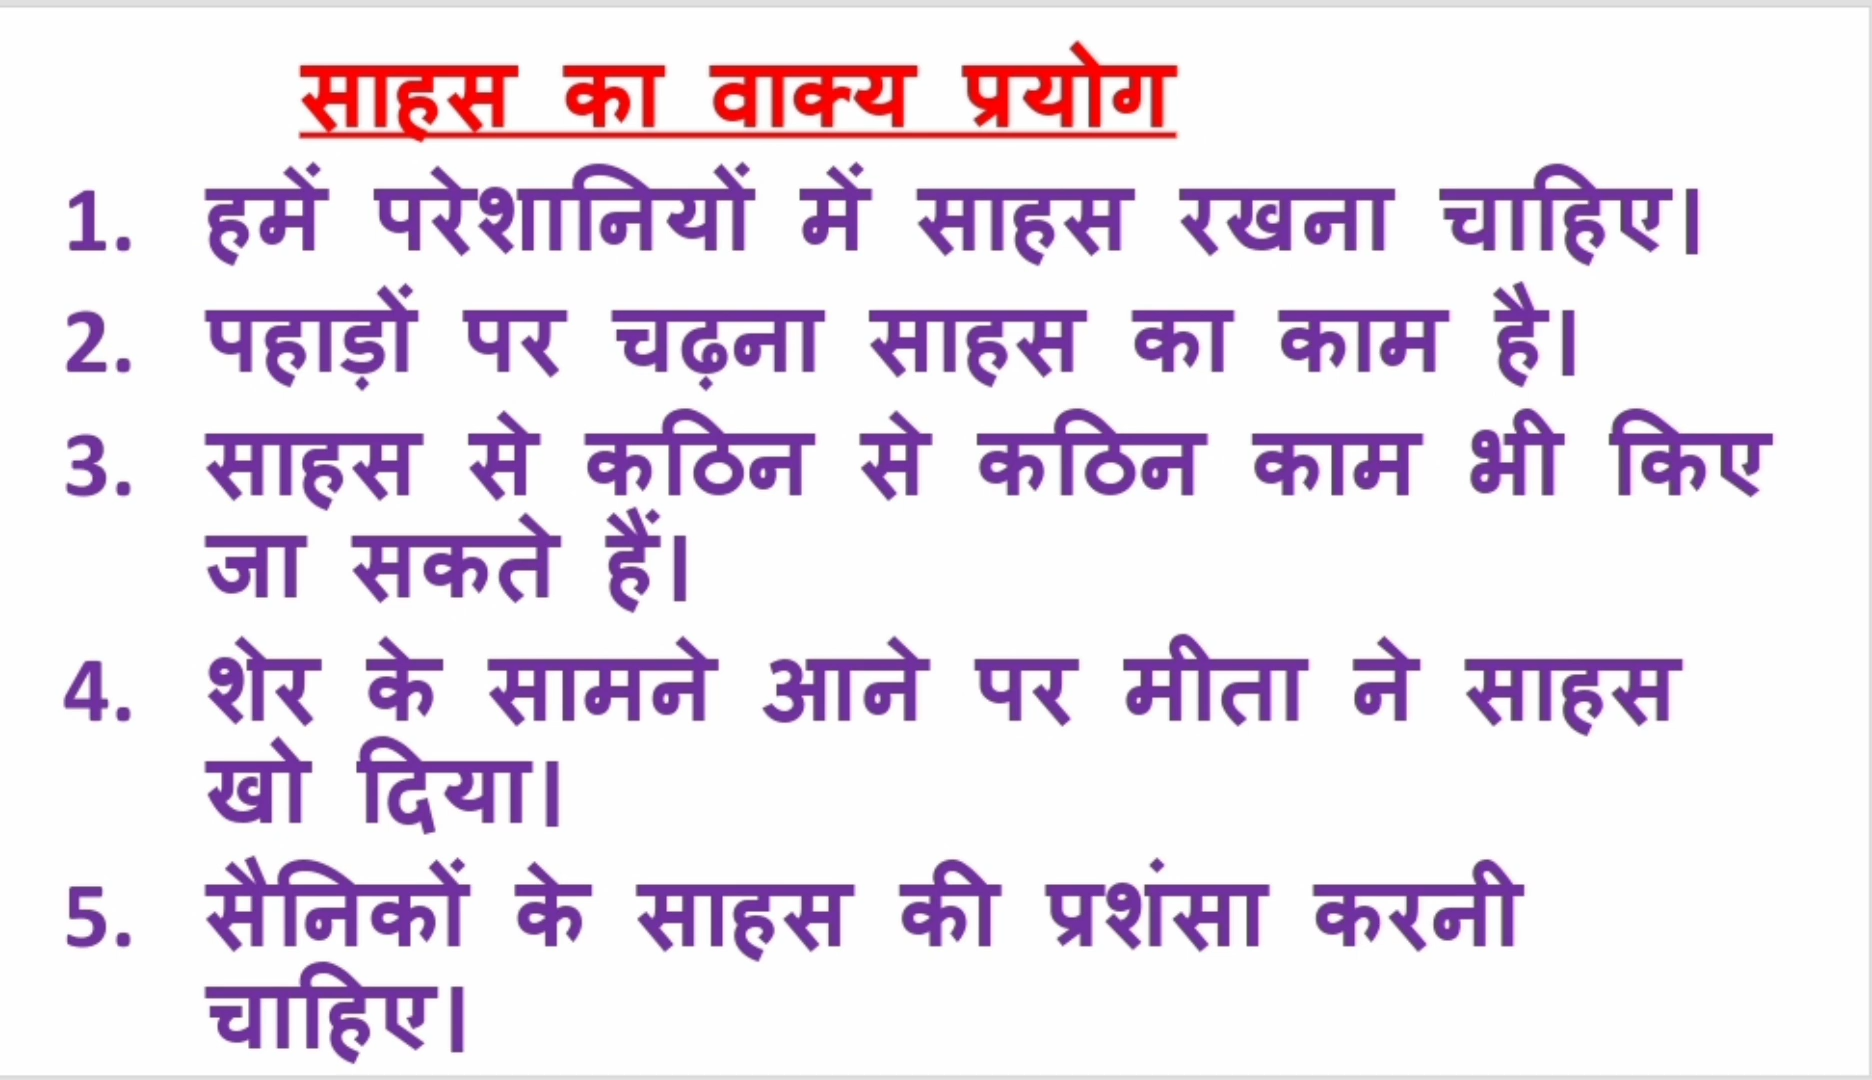 साहस का वाक्य प्रयोग
1. हमें परेशानियों में साहस रखना चाहिए।
2. पहाड़ों पर चढ़ना साहस का काम है।
3. साहस से कठिन से कठिन काम भी किए
जा सकते हैं।
4. शेर के सामने आने पर मीता ने साहस
खो दिया।
5. सैनिकों के साहस की प्रशंसा करनी
चाहिए।